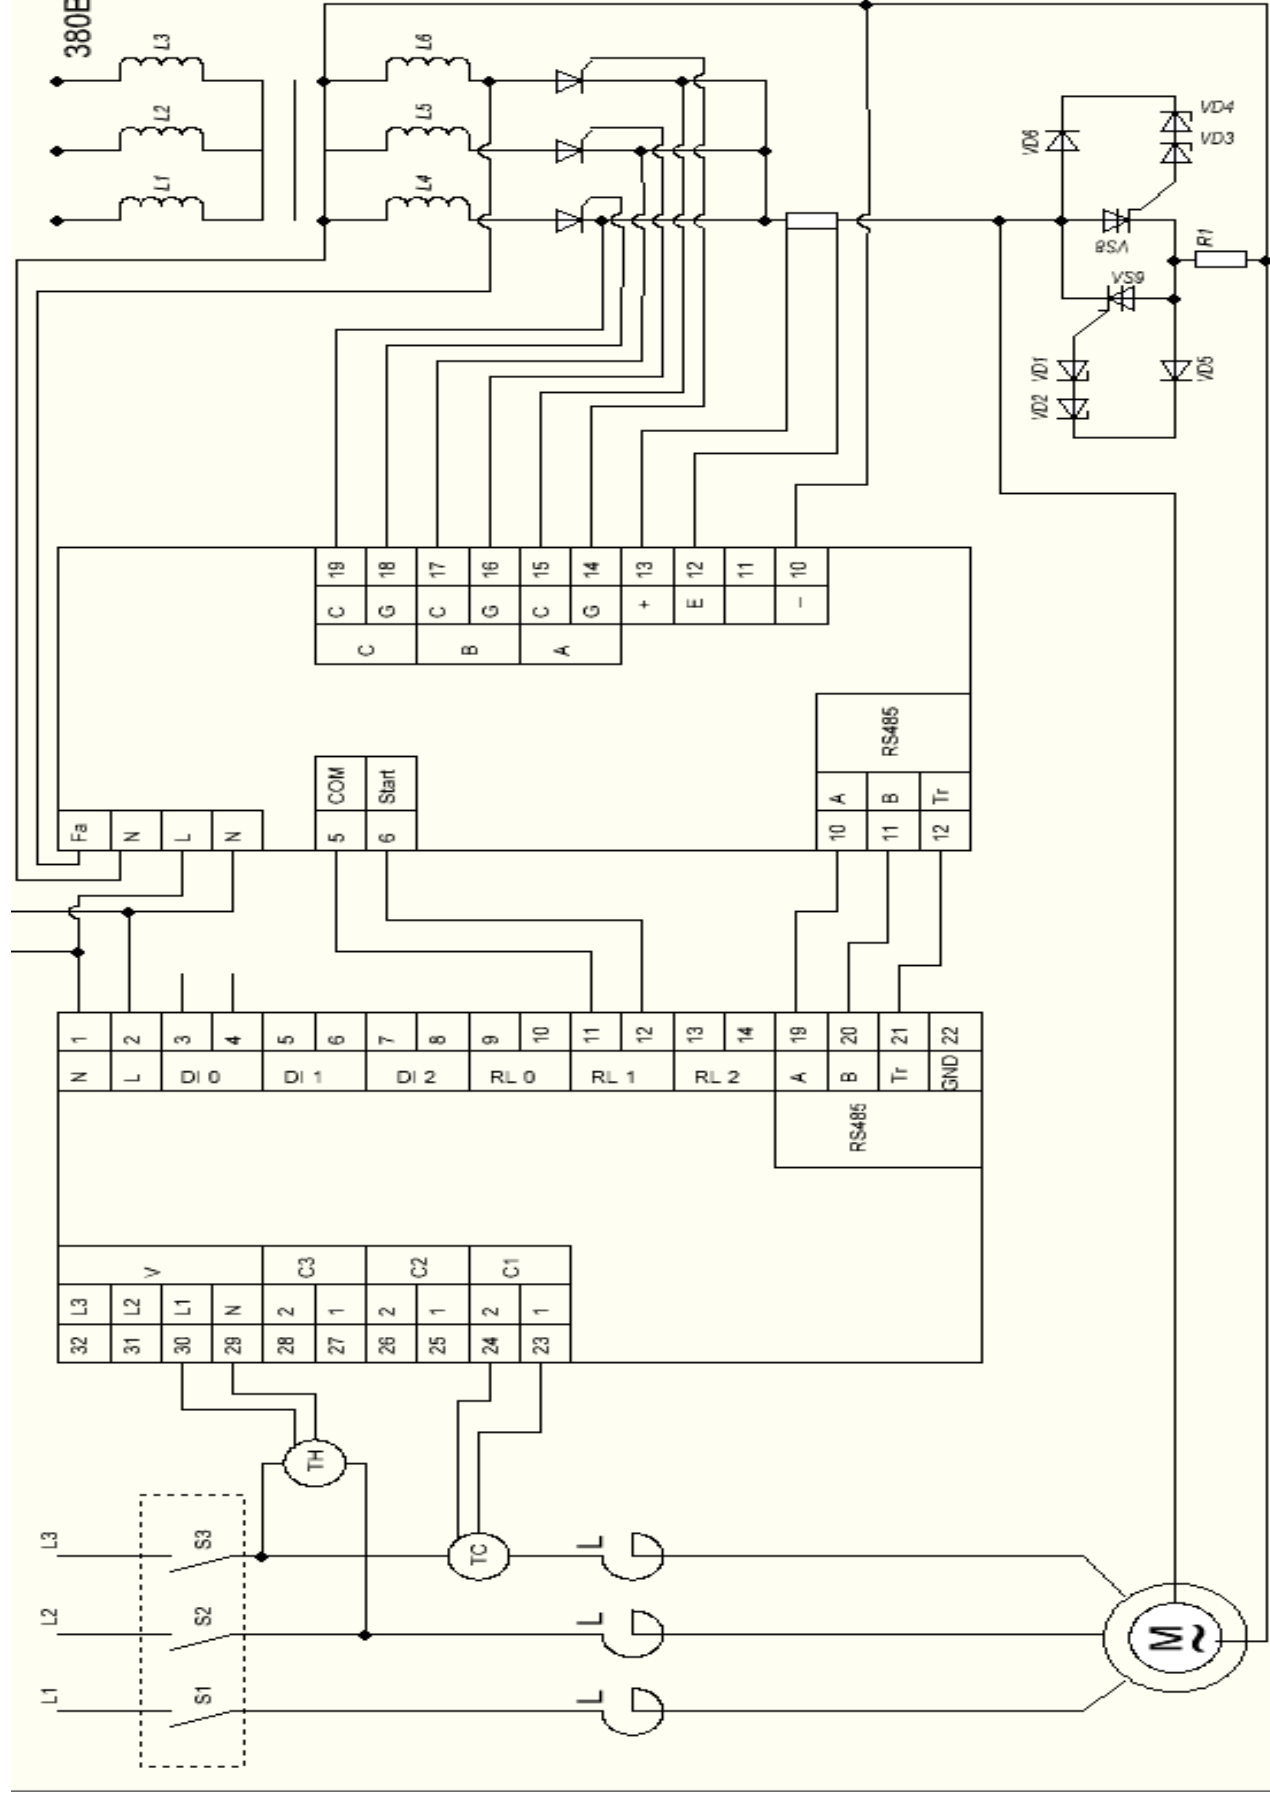 380В
L3
L6
L2
L5
L1
L4
VD4
VD3
VD6
VS8
R1
VS9
VD1
VD2
VD5
19
18
17
16
15
14
13
12
11
10
C
G
C
G
C
G
+
E
–
C
B
A
RS485
COM
Start
5
6
A
B
Tr
10
11
12
Fa
N
L
N
1
2
3
4
5
6
7
8
9
10
11
12
13
14
19
20
21
22
N
L
DI 0
DI 1
DI 2
RL 0
RL 1
RL 2
A
B
Tr
GND
RS485
V
C3
C2
C1
L3
L2
L1
N
2
1
2
1
2
1
32
31
30
29
28
27
26
25
24
23
TH
TC
L3
S3
L2
S2
L1
S1
L
L
L
M
~